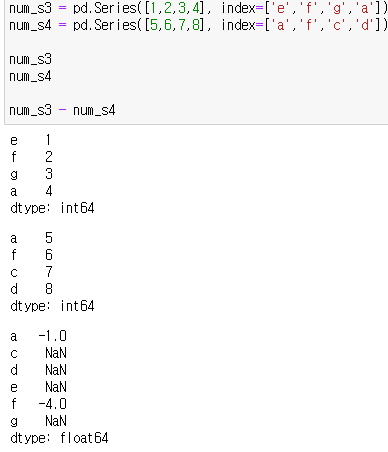 num_s3 = pd.Series([1,2,3,4], index=['e','f','g','a'])
num_s4 = pd.Series([5,6,7,8], index=['a','f','c','d'])
num_s3
num_s4
num_s3 - num_s4
e 1
f 2
g 3
a 4
dtype: int64
a 5
f 6
c 7
d 8
dtype: int64
a -1.0
c NaN
d NaN
e NaN
f -4.0
g NaN
dtype: float64